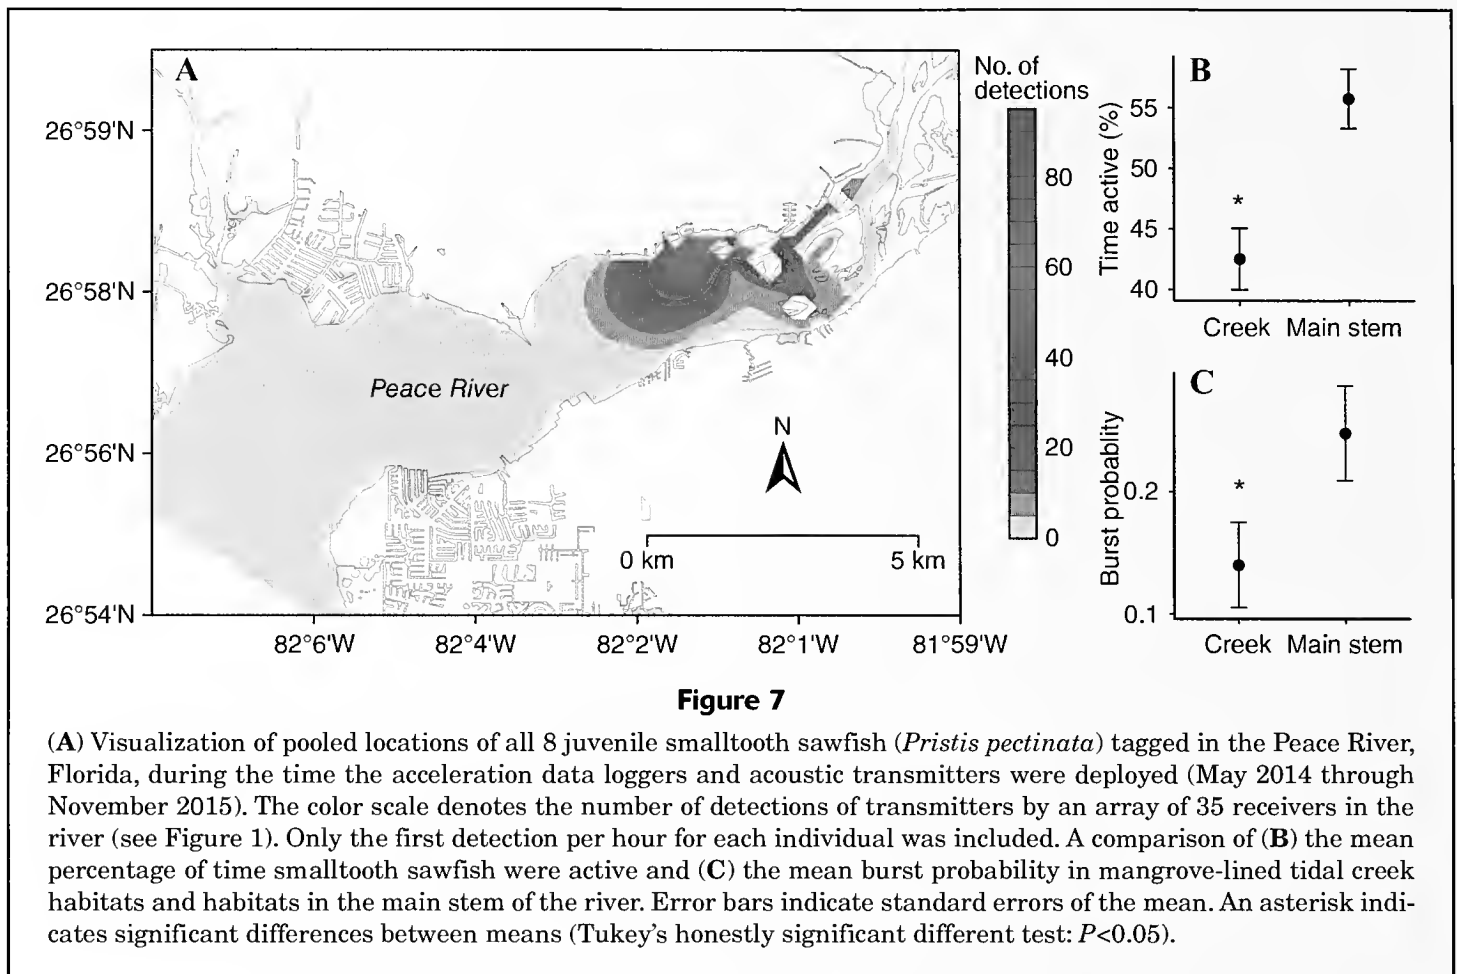 A
No. of
detections
80
60
40
20
0
26°59'N
26°58'N
26°56'N
26°54'N
82°6'W
82°4'W
82°2'W
82°1'W
81°59'W
Peace River
N
0 km
5 km
B
Time active (%)
55
50
45
40
*
Creek
Main stem
C
Burst probablity
0.2
0.1
*
Creek
Main stem
Figure 7
(A) Visualization of pooled locations of all 8 juvenile smalltooth sawfish (Pristis pectinata) tagged in the Peace River,
Florida, during the time the acceleration data loggers and acoustic transmitters were deployed (May 2014 through
November 2015). The color scale denotes the number of detections of transmitters by an array of 35 receivers in the
river (see Figure 1). Only the first detection per hour for each individual was included. A comparison of (B) the mean
percentage of time smalltooth sawfish were active and (C) the mean burst probability in mangrove-lined tidal creek
habitats and habitats in the main stem of the river. Error bars indicate standard errors of the mean. An asterisk indi-
cates significant differences between means (Tukey's honestly significant different test: P<0.05).